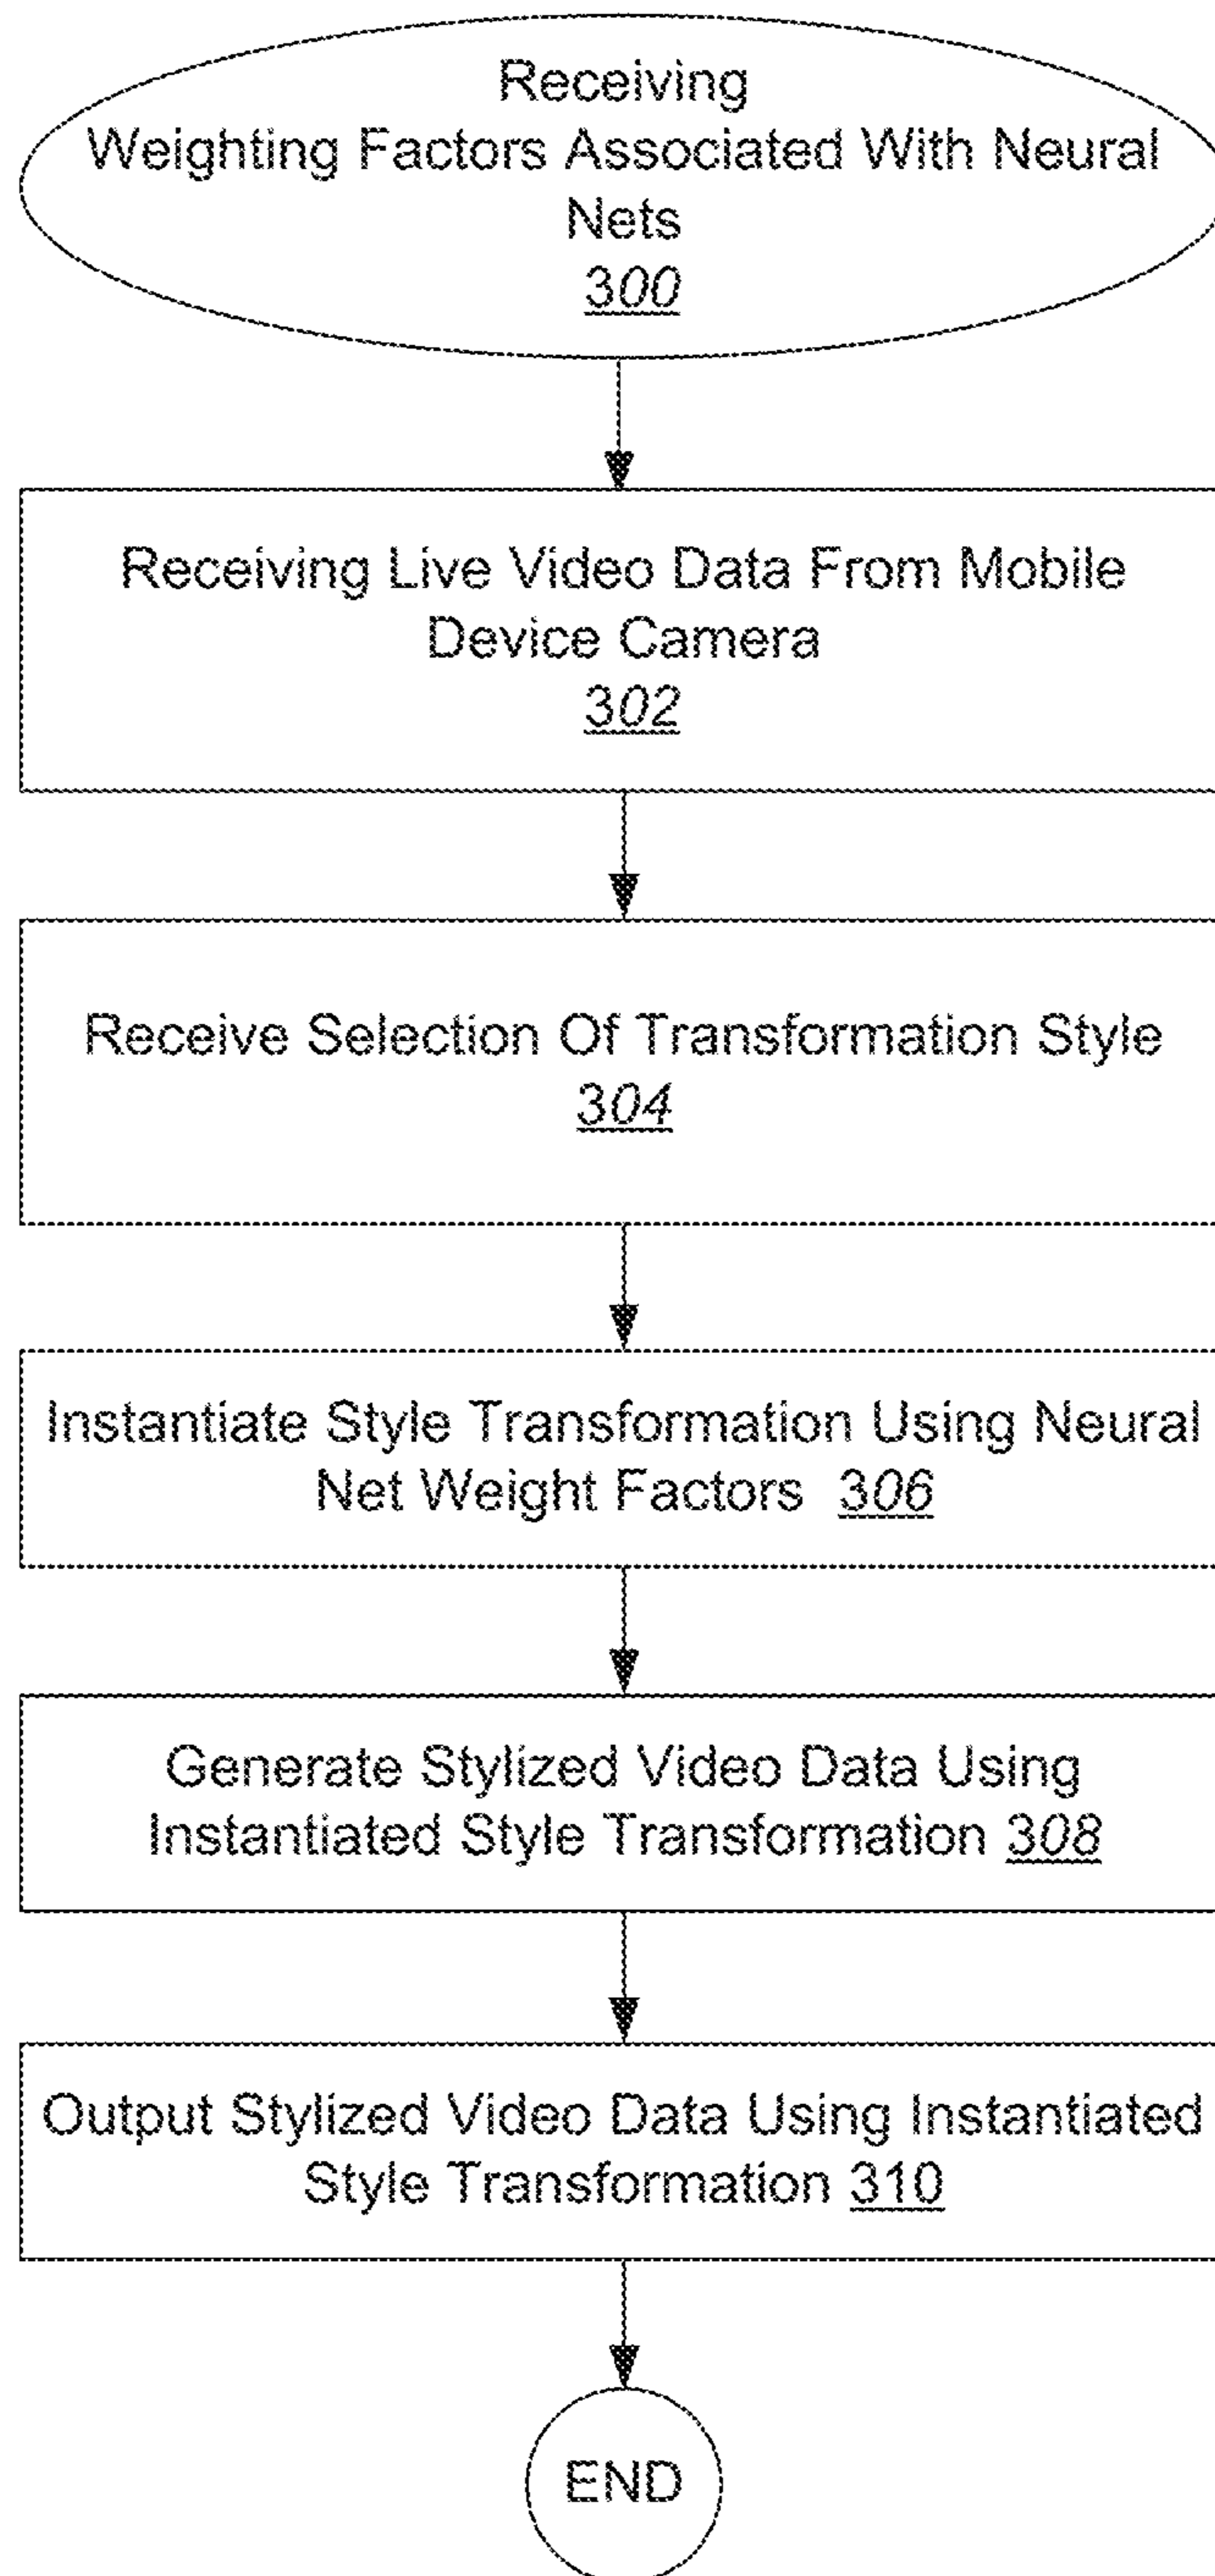 Receiving
Weighting Factors Associated With Neural
Nets
300
Receiving Live Video Data From Mobile
Device Camera
302
Receive Selection Of Transformation Style
304
Instantiate Style Transformation Using Neural
Net Weight Factors 306
Generate Stylized Video Data Using
Instantiated Style Transformation 308
Output Stylized Video Data Using Instantiated
Style Transformation 310
END